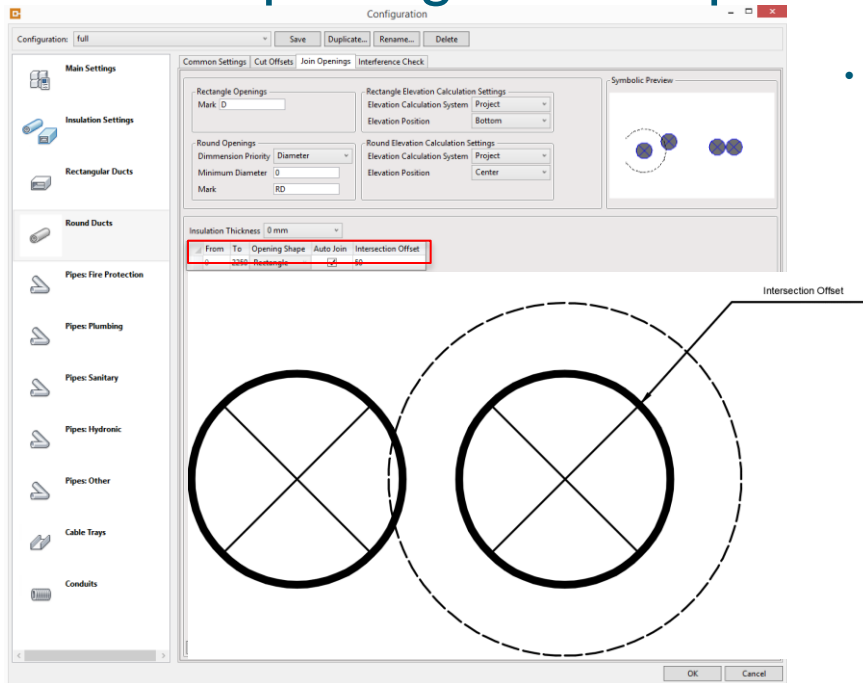 Configuration
Configuration: full Save Duplicate... Rename... Delete
Main Settings
Insulation Settings
Rectangular Ducts
Round Ducts
Pipes: Fire Protection
Pipes: Plumbing
Pipes: Sanitary
Pipes: Hydronic
Pipes: Other
Cable Trays
Conduits
Common Settings Cut Offsets Join Openings Interference Check
Rectangle Openings
Mark D
Rectangle Elevation Calculation Settings
Elevation Calculation System Project
Elevation Position Bottom
Round Openings
Dimmension Priority Diameter
Minimum Diameter 0
Mark RD
Round Elevation Calculation Settings
Elevation Calculation System Project
Elevation Position Center
Symbolic Preview
Insulation Thickness 0 mm
From To Opening Shape Auto Join Intersection Offset
0 2250 Rectangle 50
Intersection Offset
OK Cancel